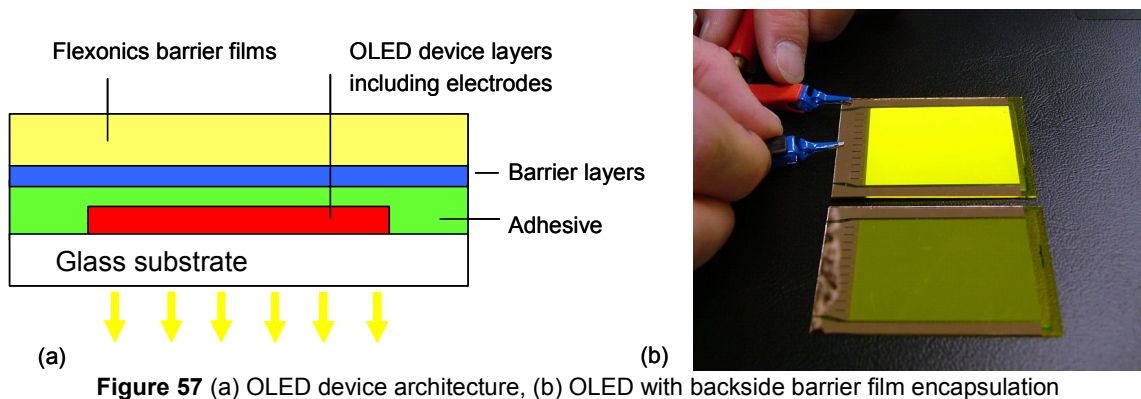 Flexonics barrier films
OLED device layers
including electrodes
Barrier layers
Adhesive
Glass substrate
(a)
(b)
Figure 57 (a) OLED device architecture, (b) OLED with backside barrier film encapsulation